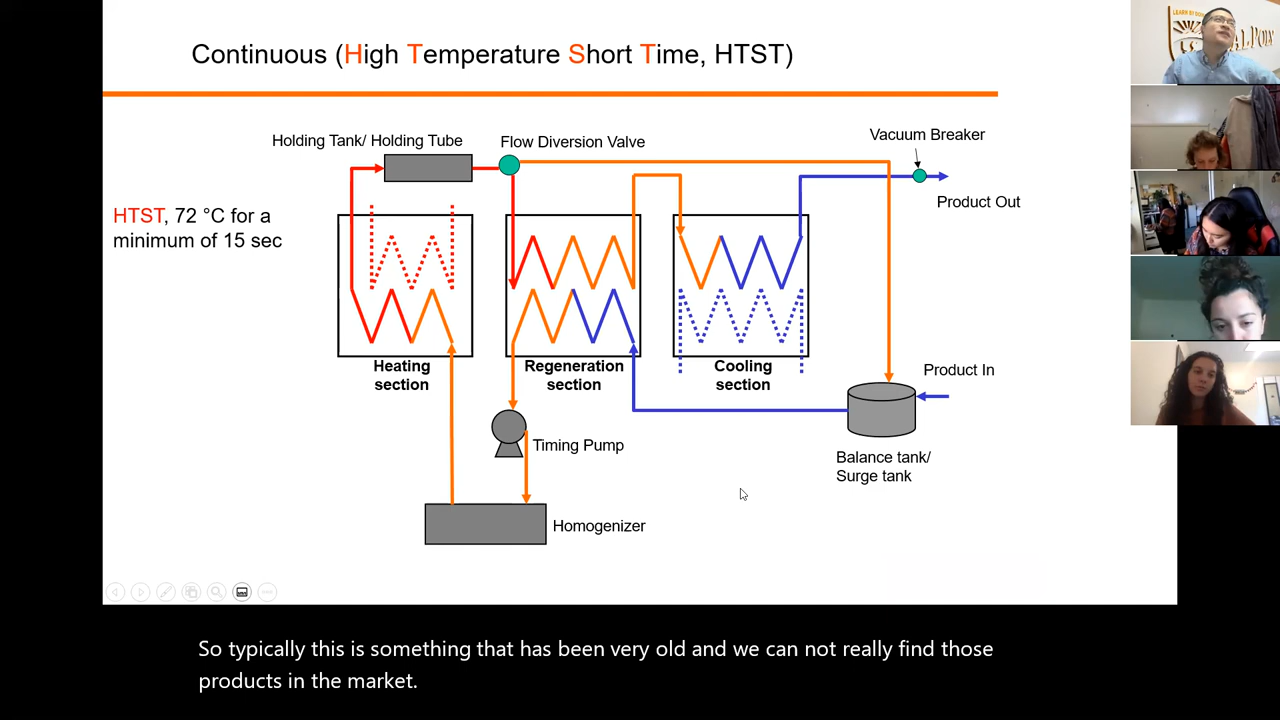 Continuous (High Temperature Short Time, HTST)
Holding Tank/ Holding Tube
Flow Diversion Valve
Vacuum Breaker
Product Out
HTST, 72 °C for a
minimum of 15 sec
Heating
section
Regeneration
section
Cooling
section
Product In
Timing Pump
Balance tank/
Surge tank
Homogenizer
So typically this is something that has been very old and we can not really find those
products in the market.